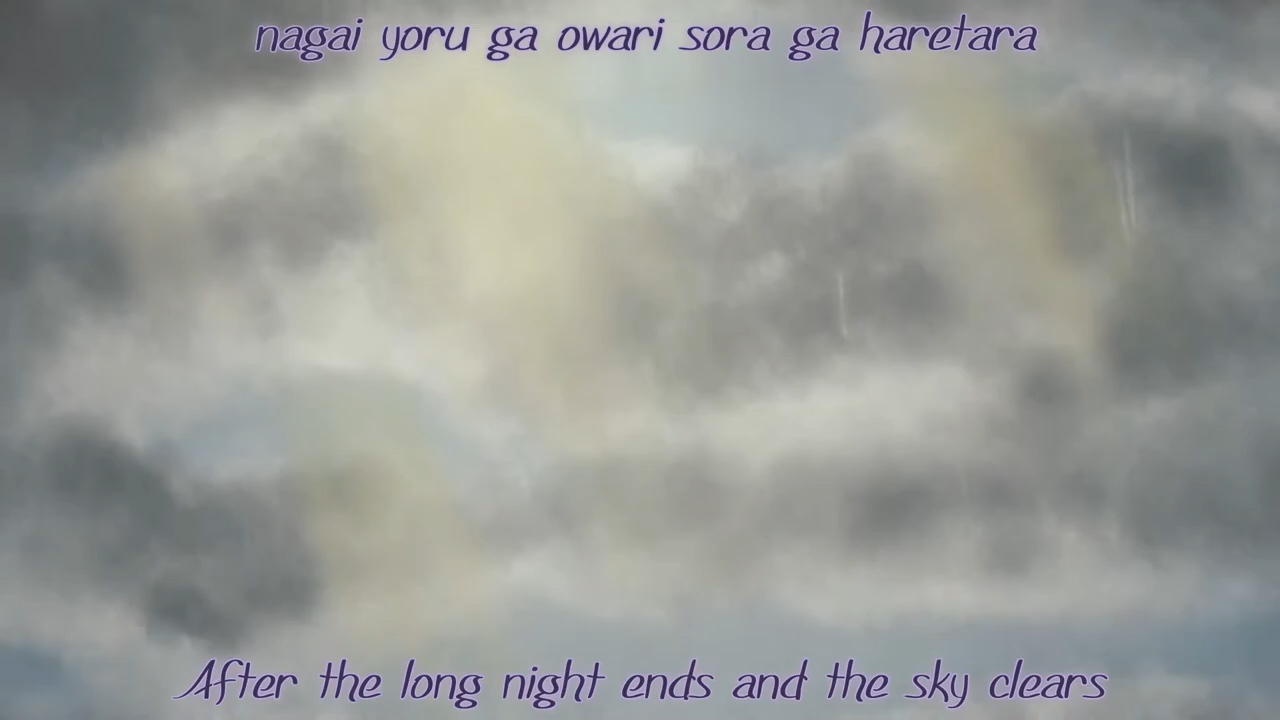 nagai yoru ga owari sora ga haretara
After the long night ends and the sky clears